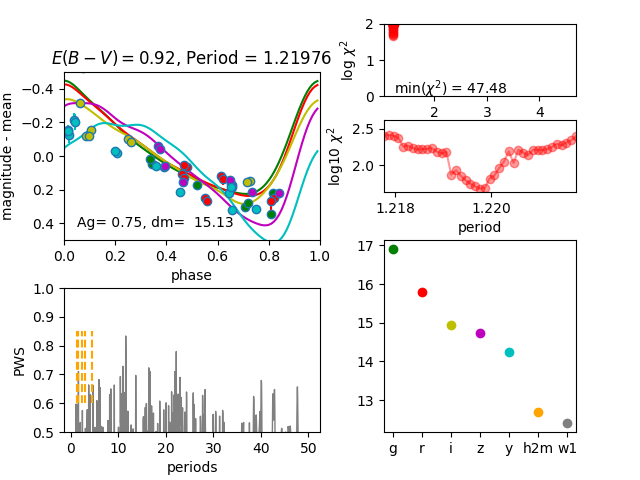 E(B − V) = 0.92, Period = 1.21976
magnitude - mean
−0.4
−0.2
0.0
0.2
0.4
Ag= 0.75, dm=  15.13
0.0 0.2 0.4 0.6 0.8 1.0
phase
log χ²
2
1
0
min(χ²) = 47.48
2 3 4
log10 χ²
2.5
2.0
1.218 1.220
period
PWS
1.0
0.9
0.8
0.7
0.6
0.5
0 10 20 30 40 50
periods
17
16
15
14
13
g r i z y h2m w1